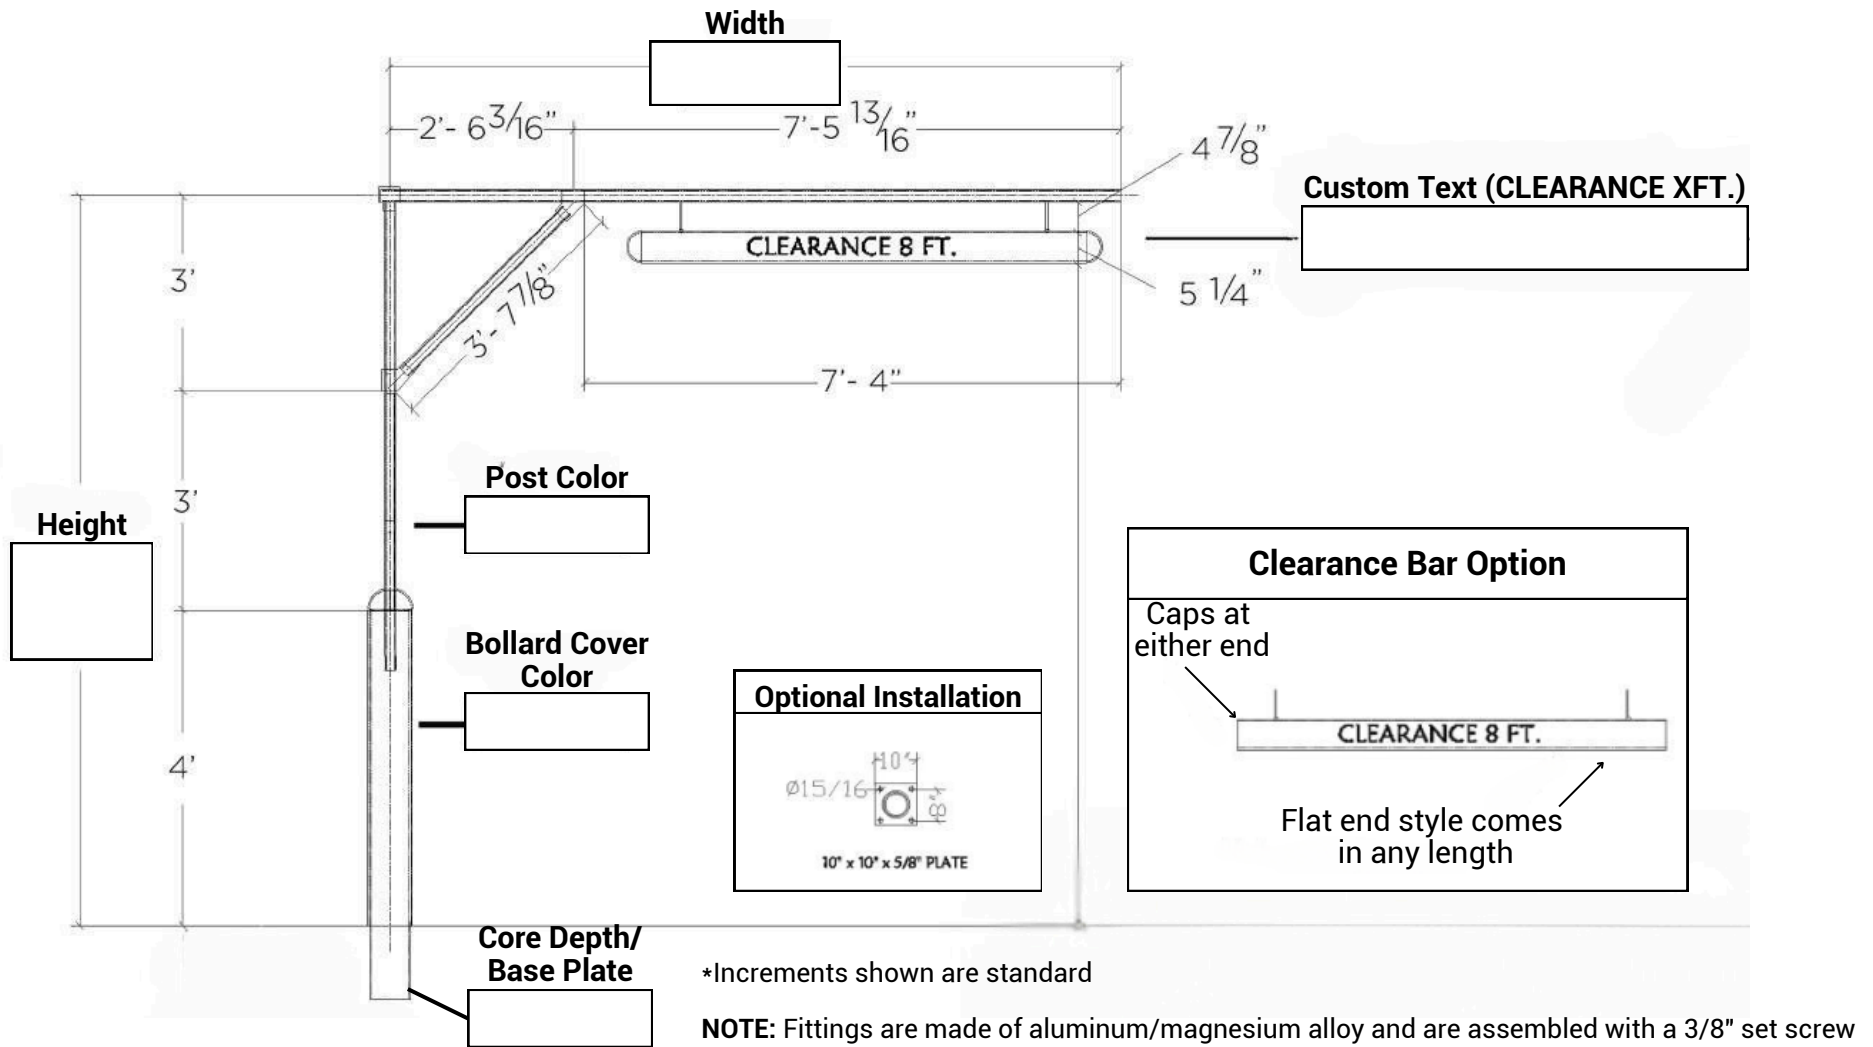 Width
2'- 6 3/16"
7'-5 13/16"
4 7/8"
Custom Text (CLEARANCE XFT.)
CLEARANCE 8 FT.
5 1/4"
3'
3'- 7 7/8"
7'- 4"
Post Color
3'
Height
Clearance Bar Option
Caps at
either end
Bollard Cover
Color
Optional Installation
CLEARANCE 8 FT.
4'
10"
Ø15/16
8"
Flat end style comes
in any length
10" x 10" x 5/8" PLATE
Core Depth/
Base Plate
*Increments shown are standard
NOTE: Fittings are made of aluminum/magnesium alloy and are assembled with a 3/8" set screw